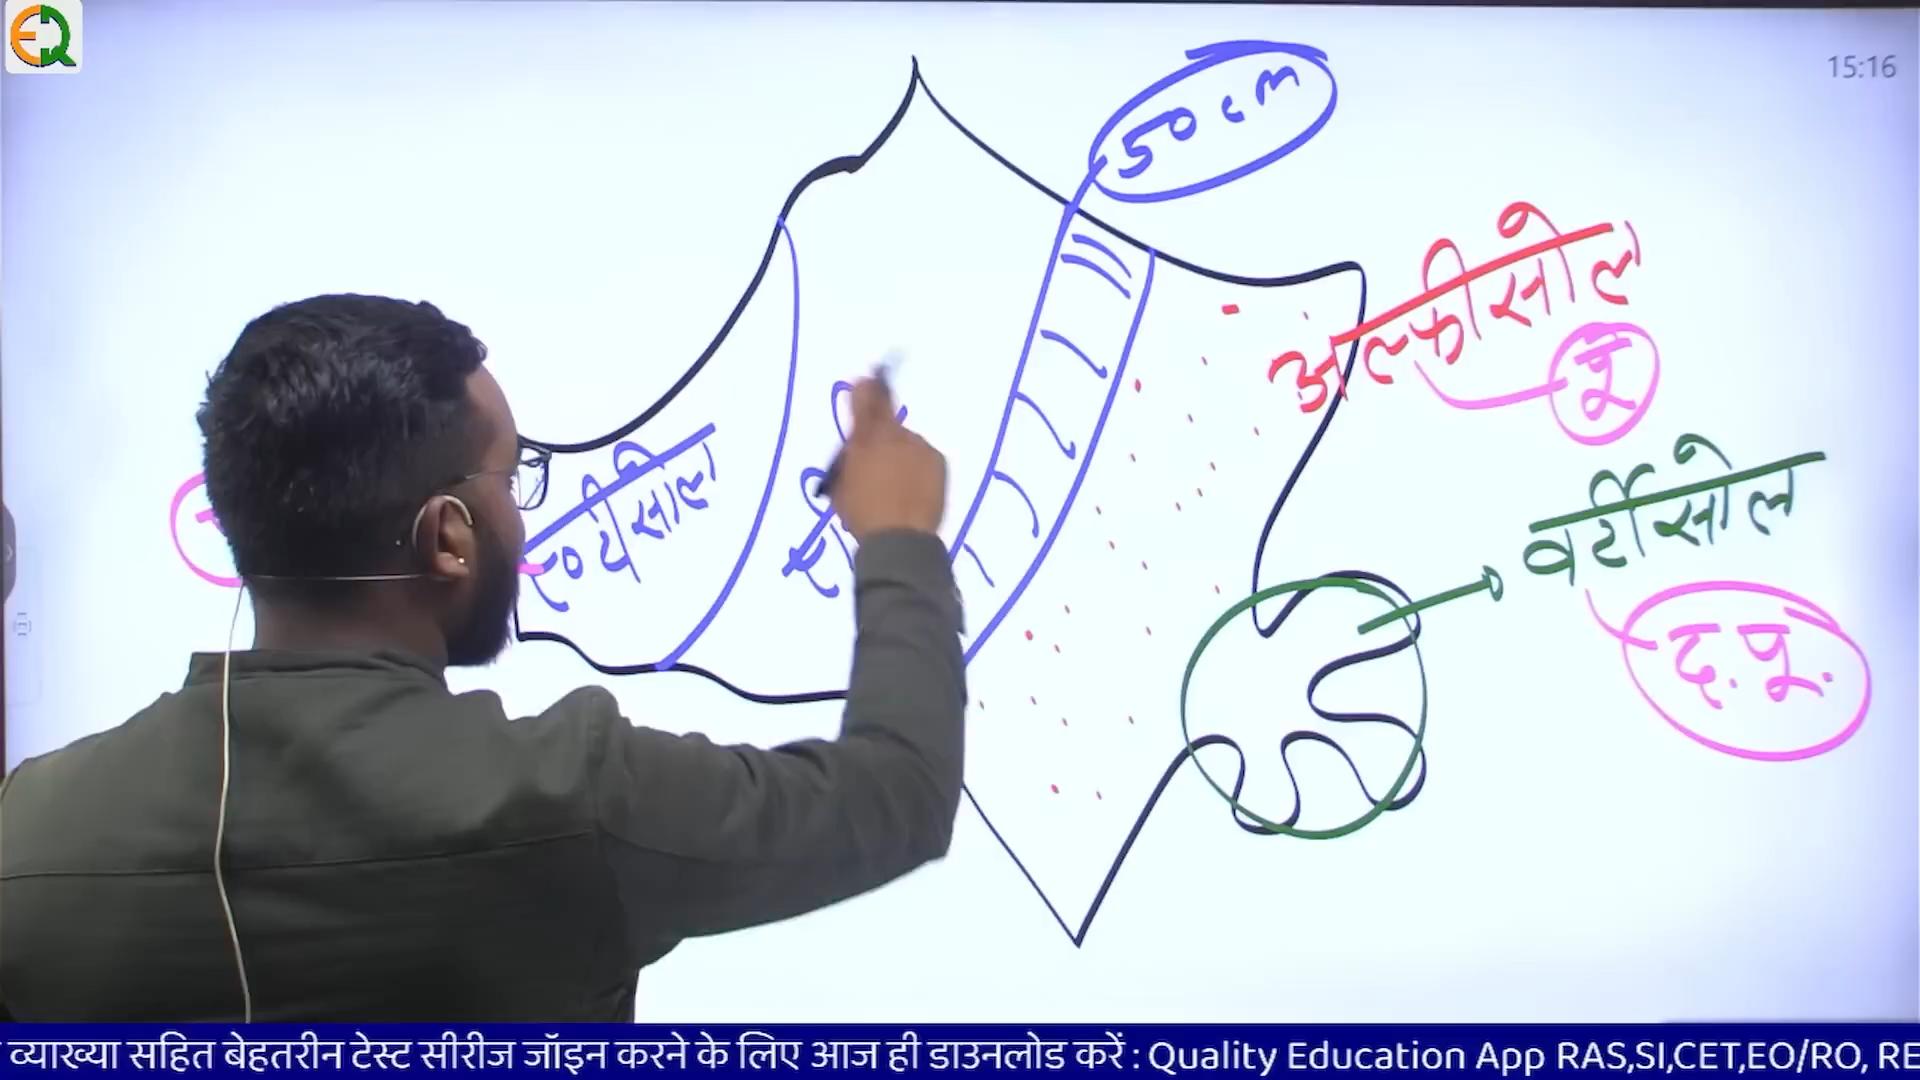 15:16
50 cm
अल्फीसोल
पू
एण्टीसोल
वर्टीसोल
द. पू.
व्याख्या सहित बेहतरीन टेस्ट सीरीज जॉइन करने के लिए आज ही डाउनलोड करें : Quality Education App RAS,SI,CET,EO/RO, RE